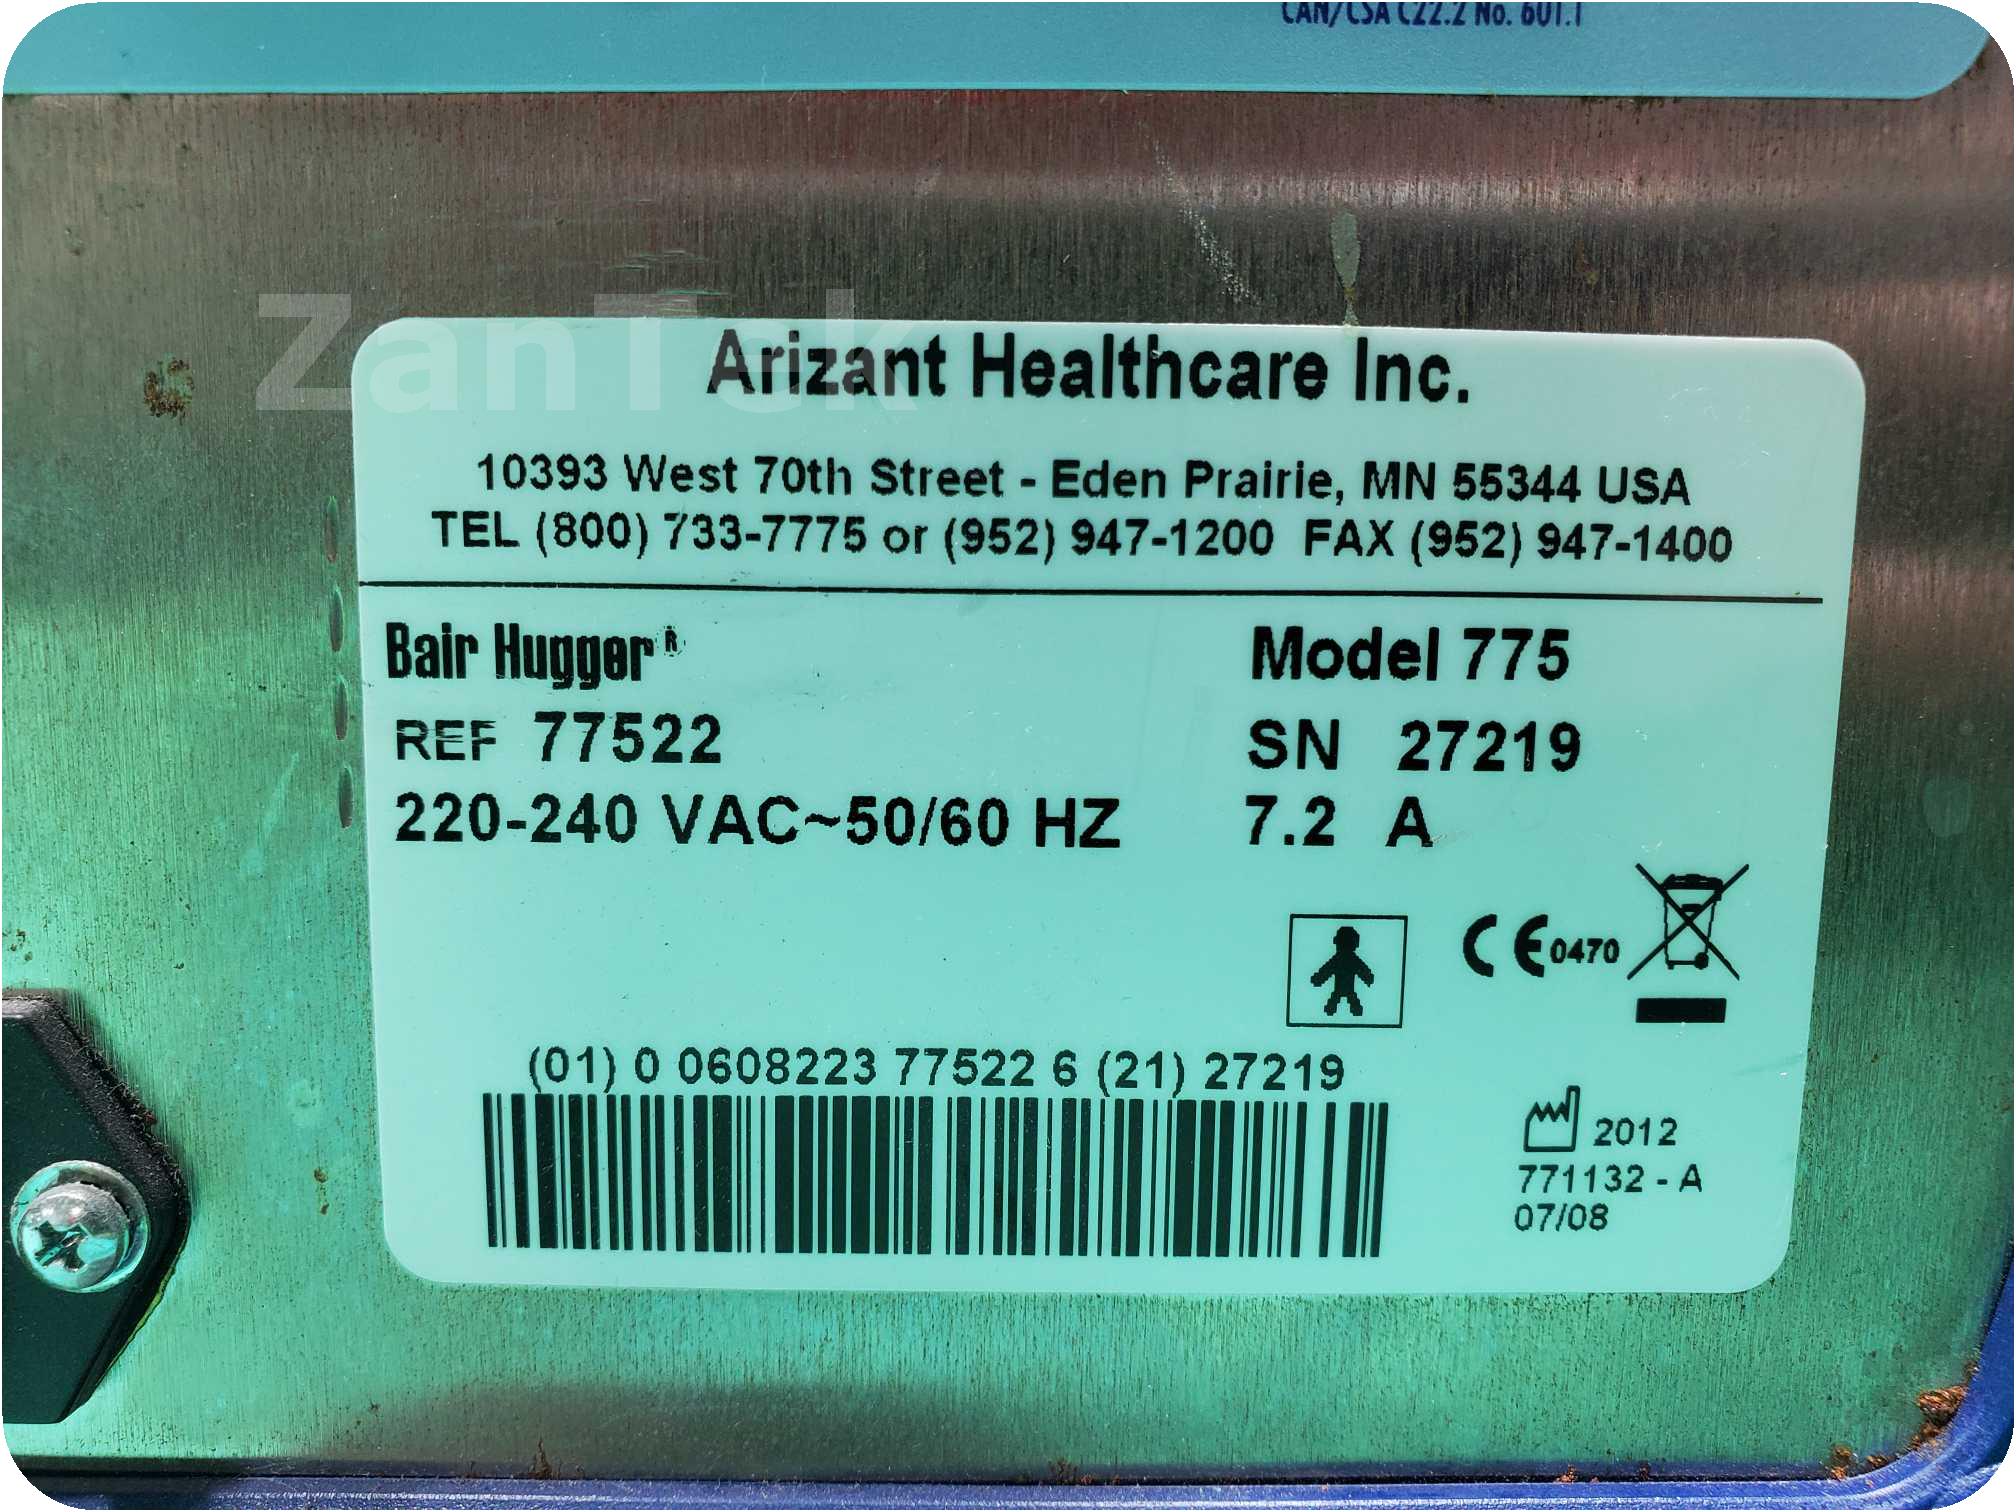 CAN/CSA C22.2 No. 601.1
ZanTek
Arizant Healthcare Inc.
10393 West 70th Street - Eden Prairie, MN 55344 USA
TEL (800) 733-7775 or (952) 947-1200 FAX (952) 947-1400
Bair Hugger® Model 775
REF 77522 SN 27219
220-240 VAC~50/60 HZ 7.2 A
CE 0470
(01) 0 0608223 77522 6 (21) 27219
2012
771132 - A
07/08